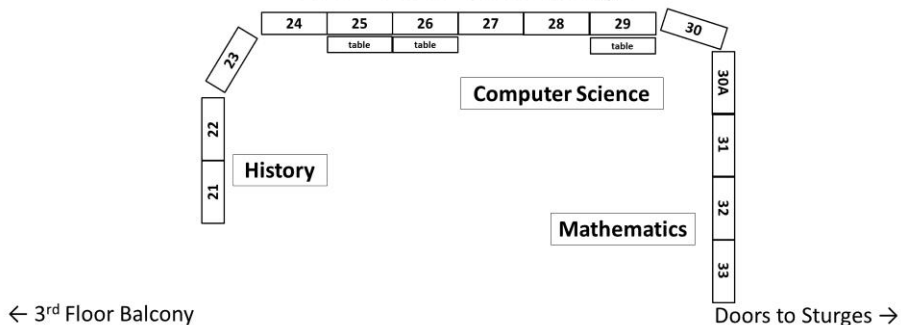 24 25 26 27 28 29
30
table table table
23
30A
Computer Science
22
31
History
21
32
Mathematics
33
← 3rd Floor Balcony
Doors to Sturges →